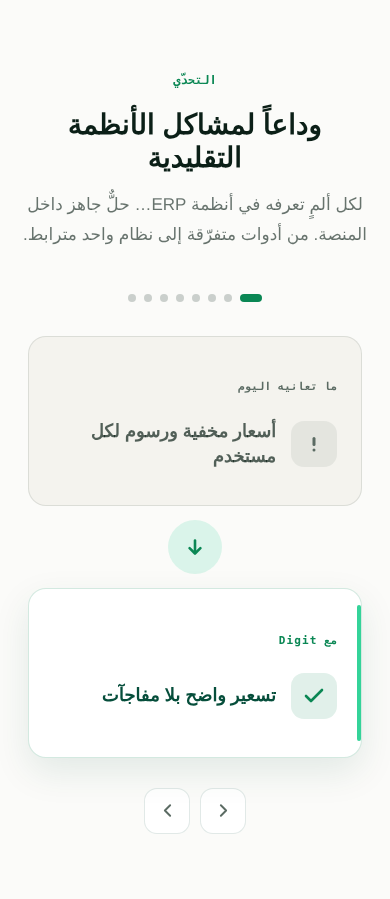 التحدّي
وداعاً لمشاكل الأنظمة
التقليدية
لكل ألمٍ تعرفه في أنظمة ERP… حلٌّ جاهز داخل
المنصة. من أدوات متفرّقة إلى نظام واحد مترابط.
ما تعانيه اليوم
أسعار مخفية ورسوم لكل
مستخدم
مع Digit
تسعير واضح بلا مفاجآت